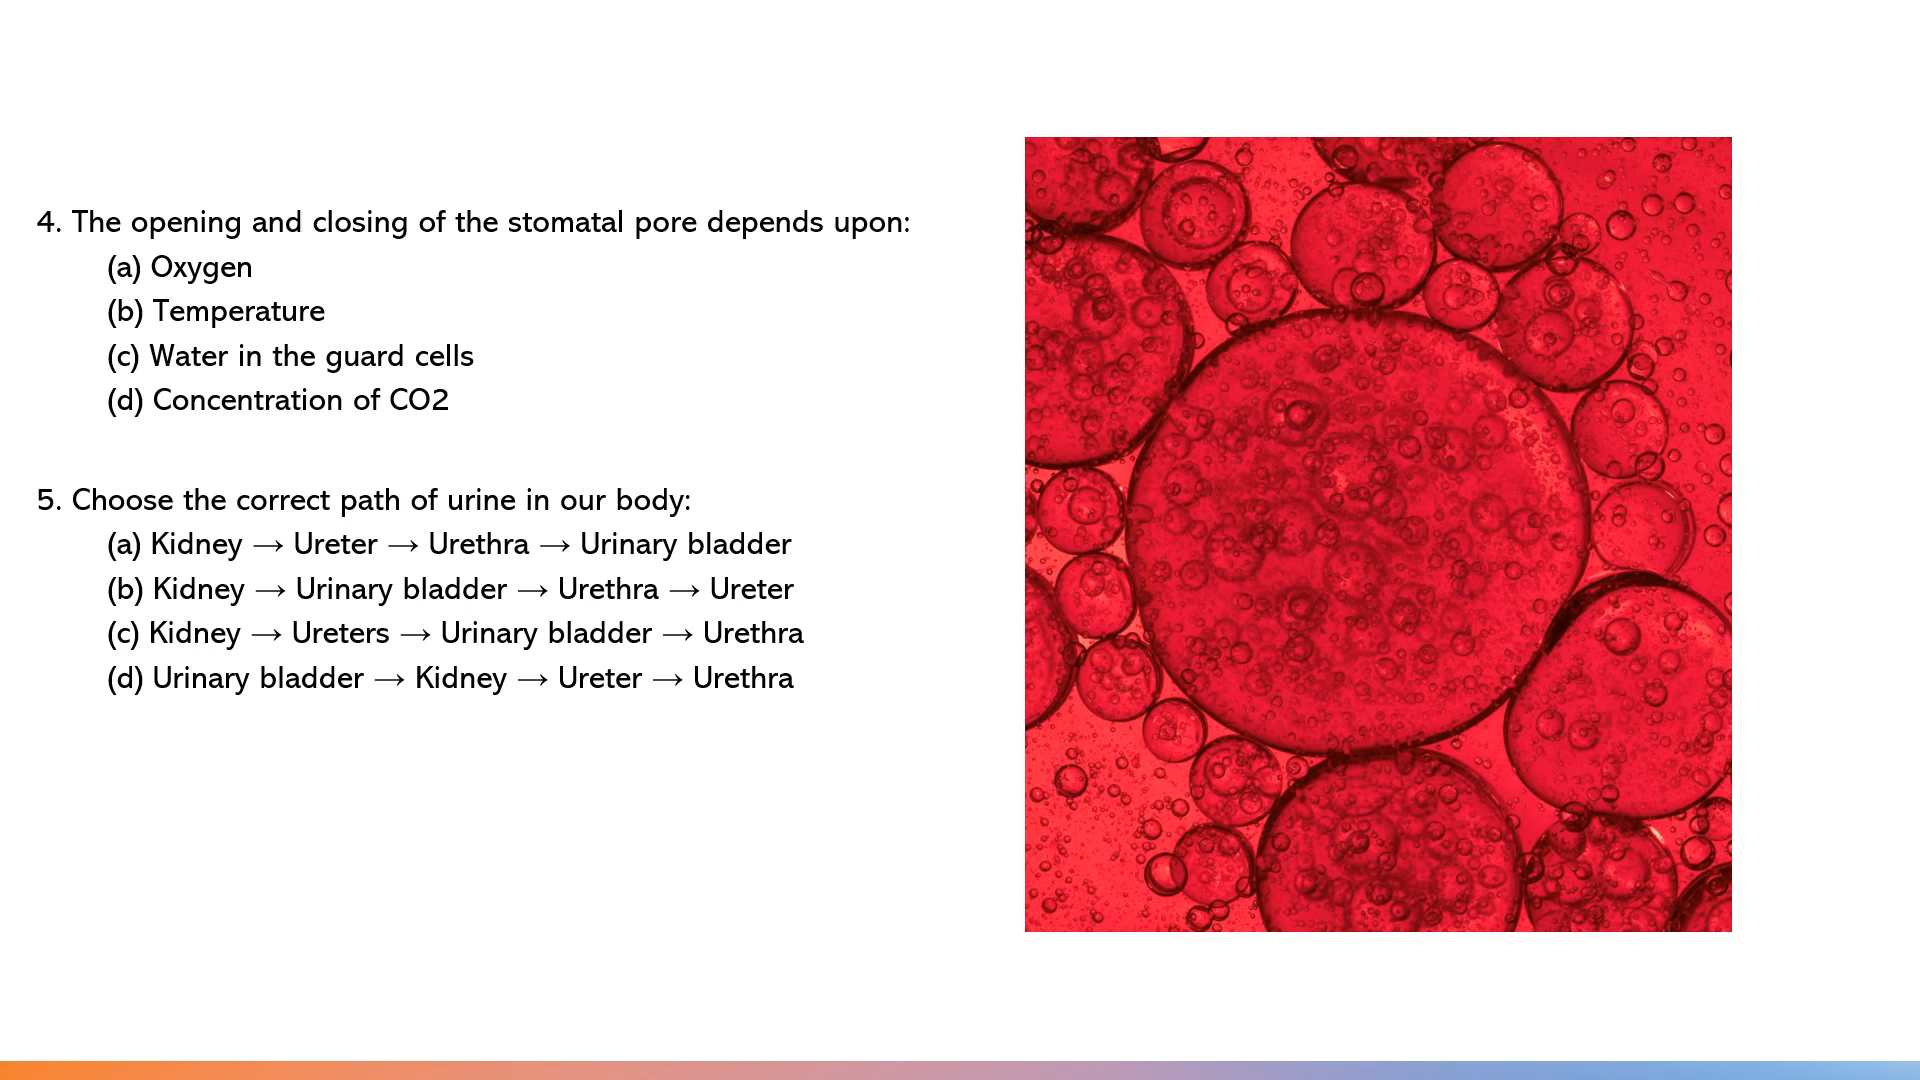 4. The opening and closing of the stomatal pore depends upon:
(a) Oxygen
(b) Temperature
(c) Water in the guard cells
(d) Concentration of CO2
5. Choose the correct path of urine in our body:
(a) Kidney → Ureter → Urethra → Urinary bladder
(b) Kidney → Urinary bladder → Urethra → Ureter
(c) Kidney → Ureters → Urinary bladder → Urethra
(d) Urinary bladder → Kidney → Ureter → Urethra